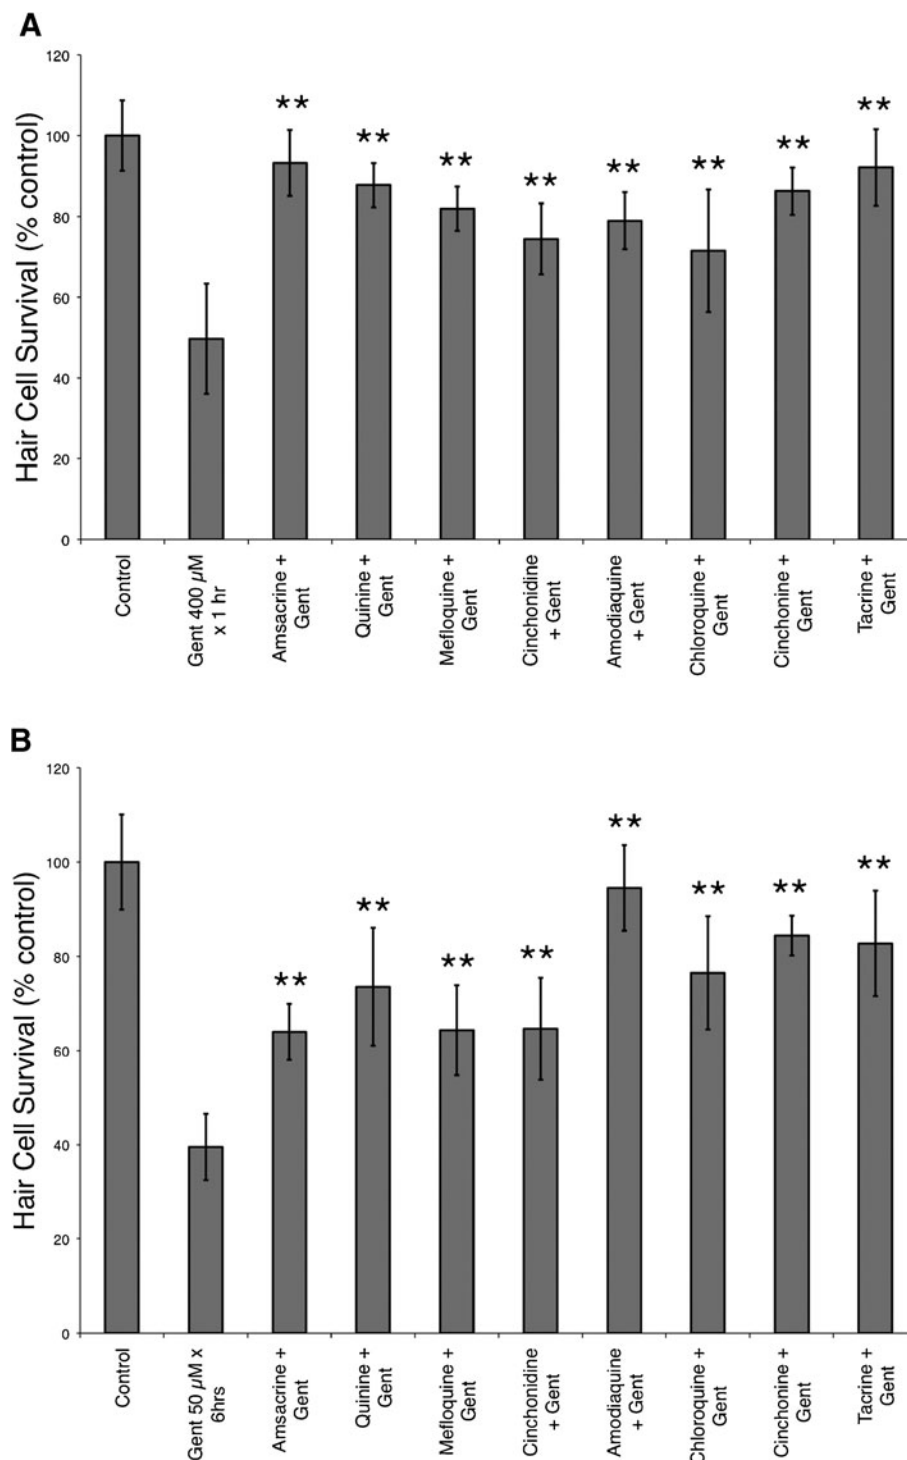 A
Hair Cell Survival (% control)
120
100
80
60
40
20
0
**
**
**
**
**
**
**
**
Control
Gent 400 µM
x 1 hr
Amsacrine +
Gent
Quinine +
Gent
Mefloquine +
Gent
Cinchonidine
+ Gent
Amodiaquine
+ Gent
Chloroquine +
Gent
Cinchonine +
Gent
Tacrine +
Gent
B
Hair Cell Survival (% control)
120
100
80
60
40
20
0
**
**
**
**
**
**
**
**
Control
Gent 50 µM x
6hrs
Amsacrine +
Gent
Quinine +
Gent
Mefloquine +
Gent
Cinchonidine
+ Gent
Amodiaquine
+ Gent
Chloroquine +
Gent
Cinchonine +
Gent
Tacrine +
Gent